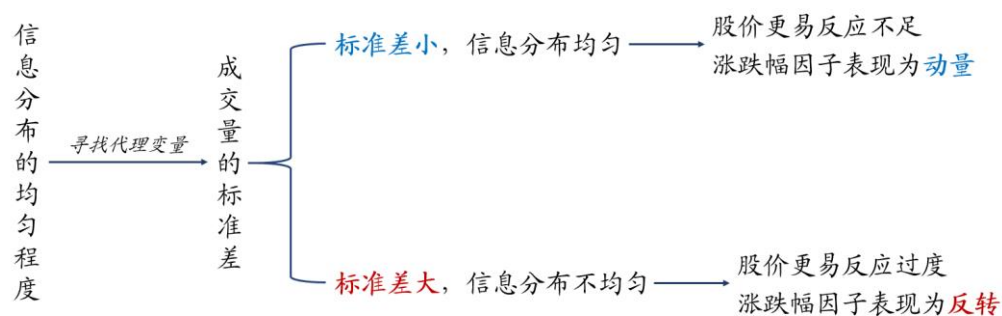 信息分布的均匀程度
寻找代理变量
成交量的标准差
标准差小，信息分布均匀
股价更易反应不足
涨跌幅因子表现为动量
标准差大，信息分布不均匀
股价更易反应过度
涨跌幅因子表现为反转